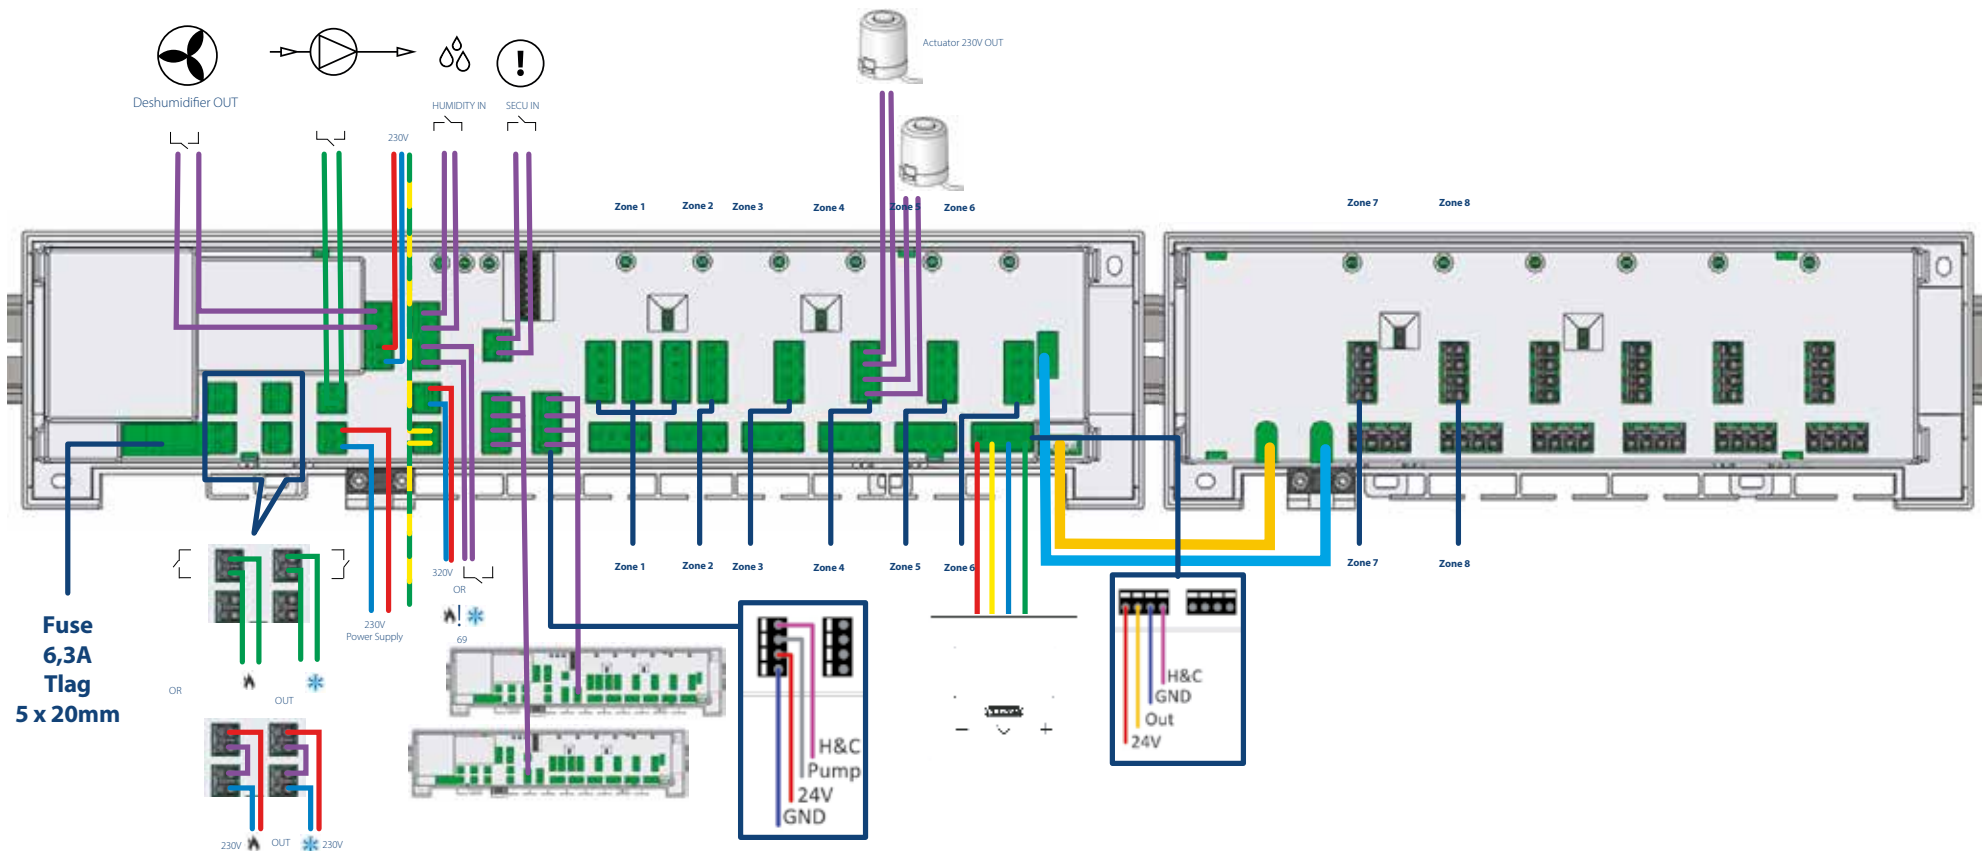 Actuator 230V OUT
Deshumidifier OUT
HUMIDITY IN
SECU IN
230V
Zone 1
Zone 2
Zone 3
Zone 4
Zone 5
Zone 6
Zone 7
Zone 8
Zone 1
Zone 2
Zone 3
Zone 4
Zone 5
Zone 6
Zone 7
Zone 8
320V
OR
!
69
230V
Power Supply
Fuse
6,3A
Tlag
5 x 20mm
OR
OUT
230V
OUT
230V
H&C
Pump
24V
GND
− +
H&C
GND
Out
24V